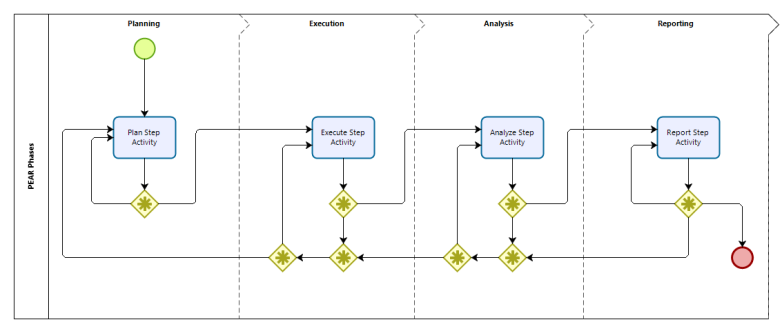 Planning
Execution
Analysis
Reporting
PEAR Phases
Plan Step
Activity
Execute Step
Activity
Analyze Step
Activity
Report Step
Activity